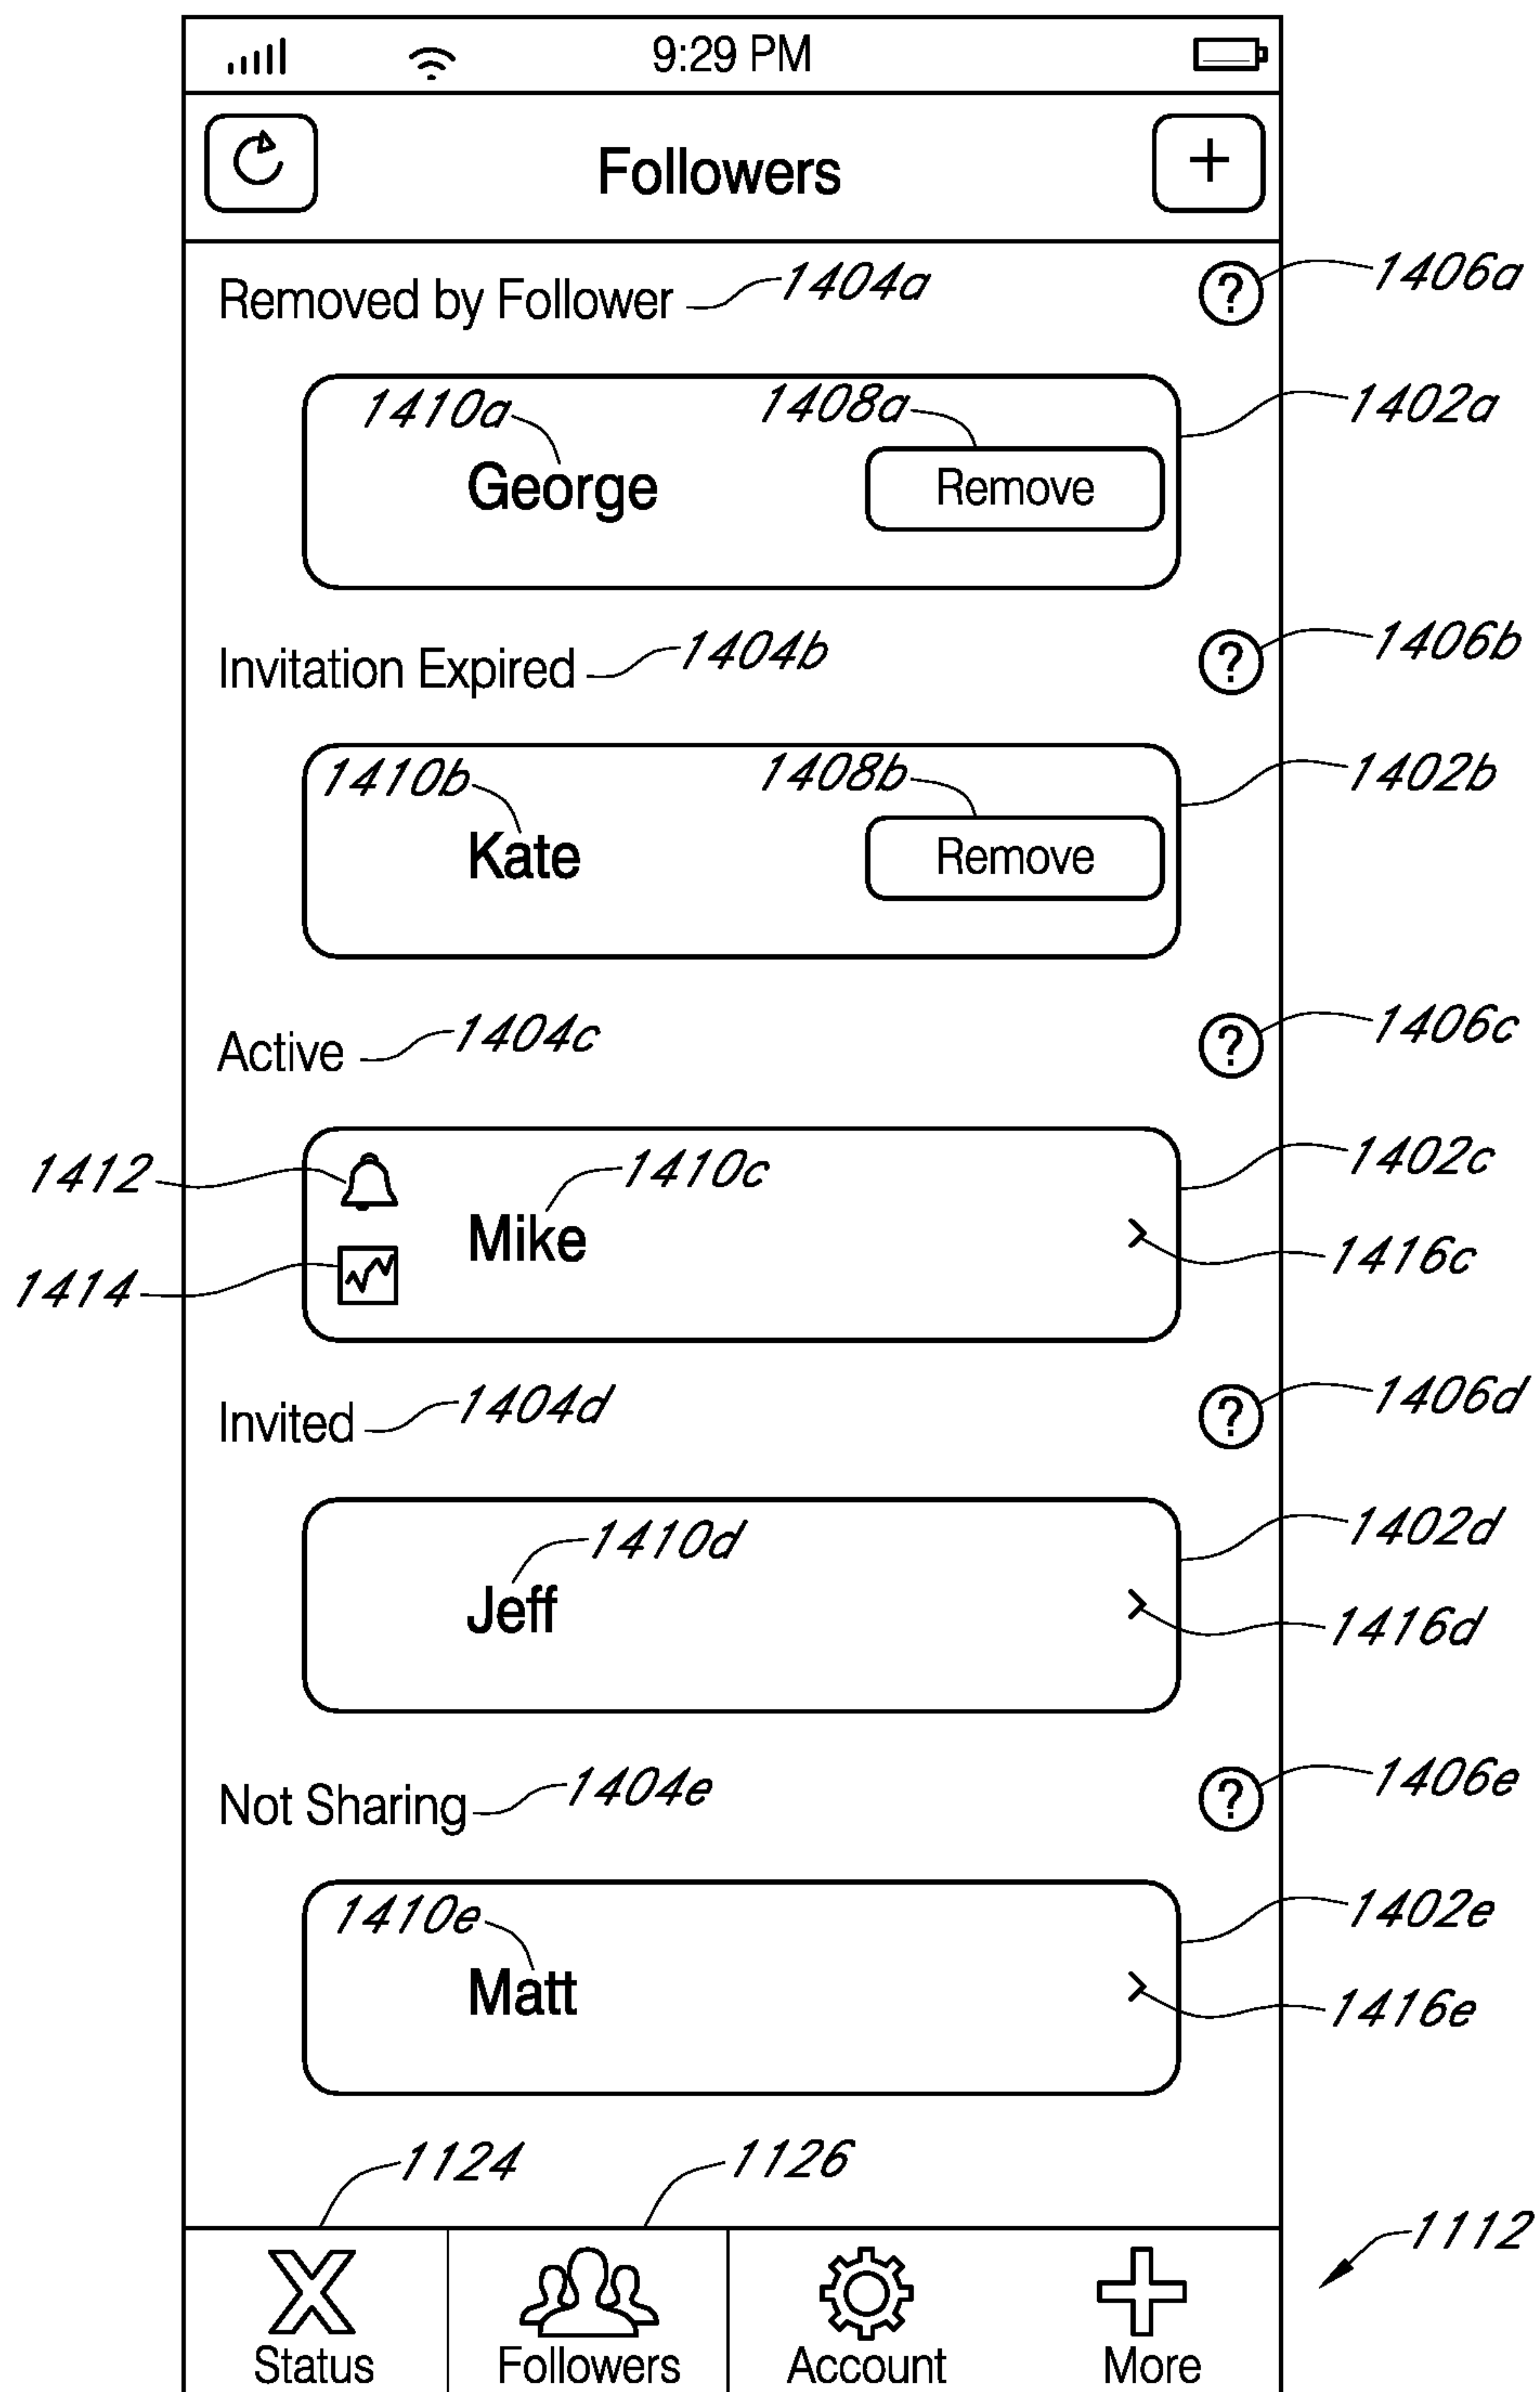 9:29 PM
Followers
+
Removed by Follower 1404a ? 1406a
1402a
1410a 1408a
George Remove
Invitation Expired 1404b ? 1406b
1402b
1410b 1408b
Kate Remove
Active 1404c ? 1406c
1402c
1412 1410c
Mike
1416c
1414
Invited 1404d ? 1406d
1402d
1410d
Jeff
1416d
Not Sharing 1404e ? 1406e
1402e
1410e
Matt
1416e
1124 1126
1112
X
Status Followers Account More